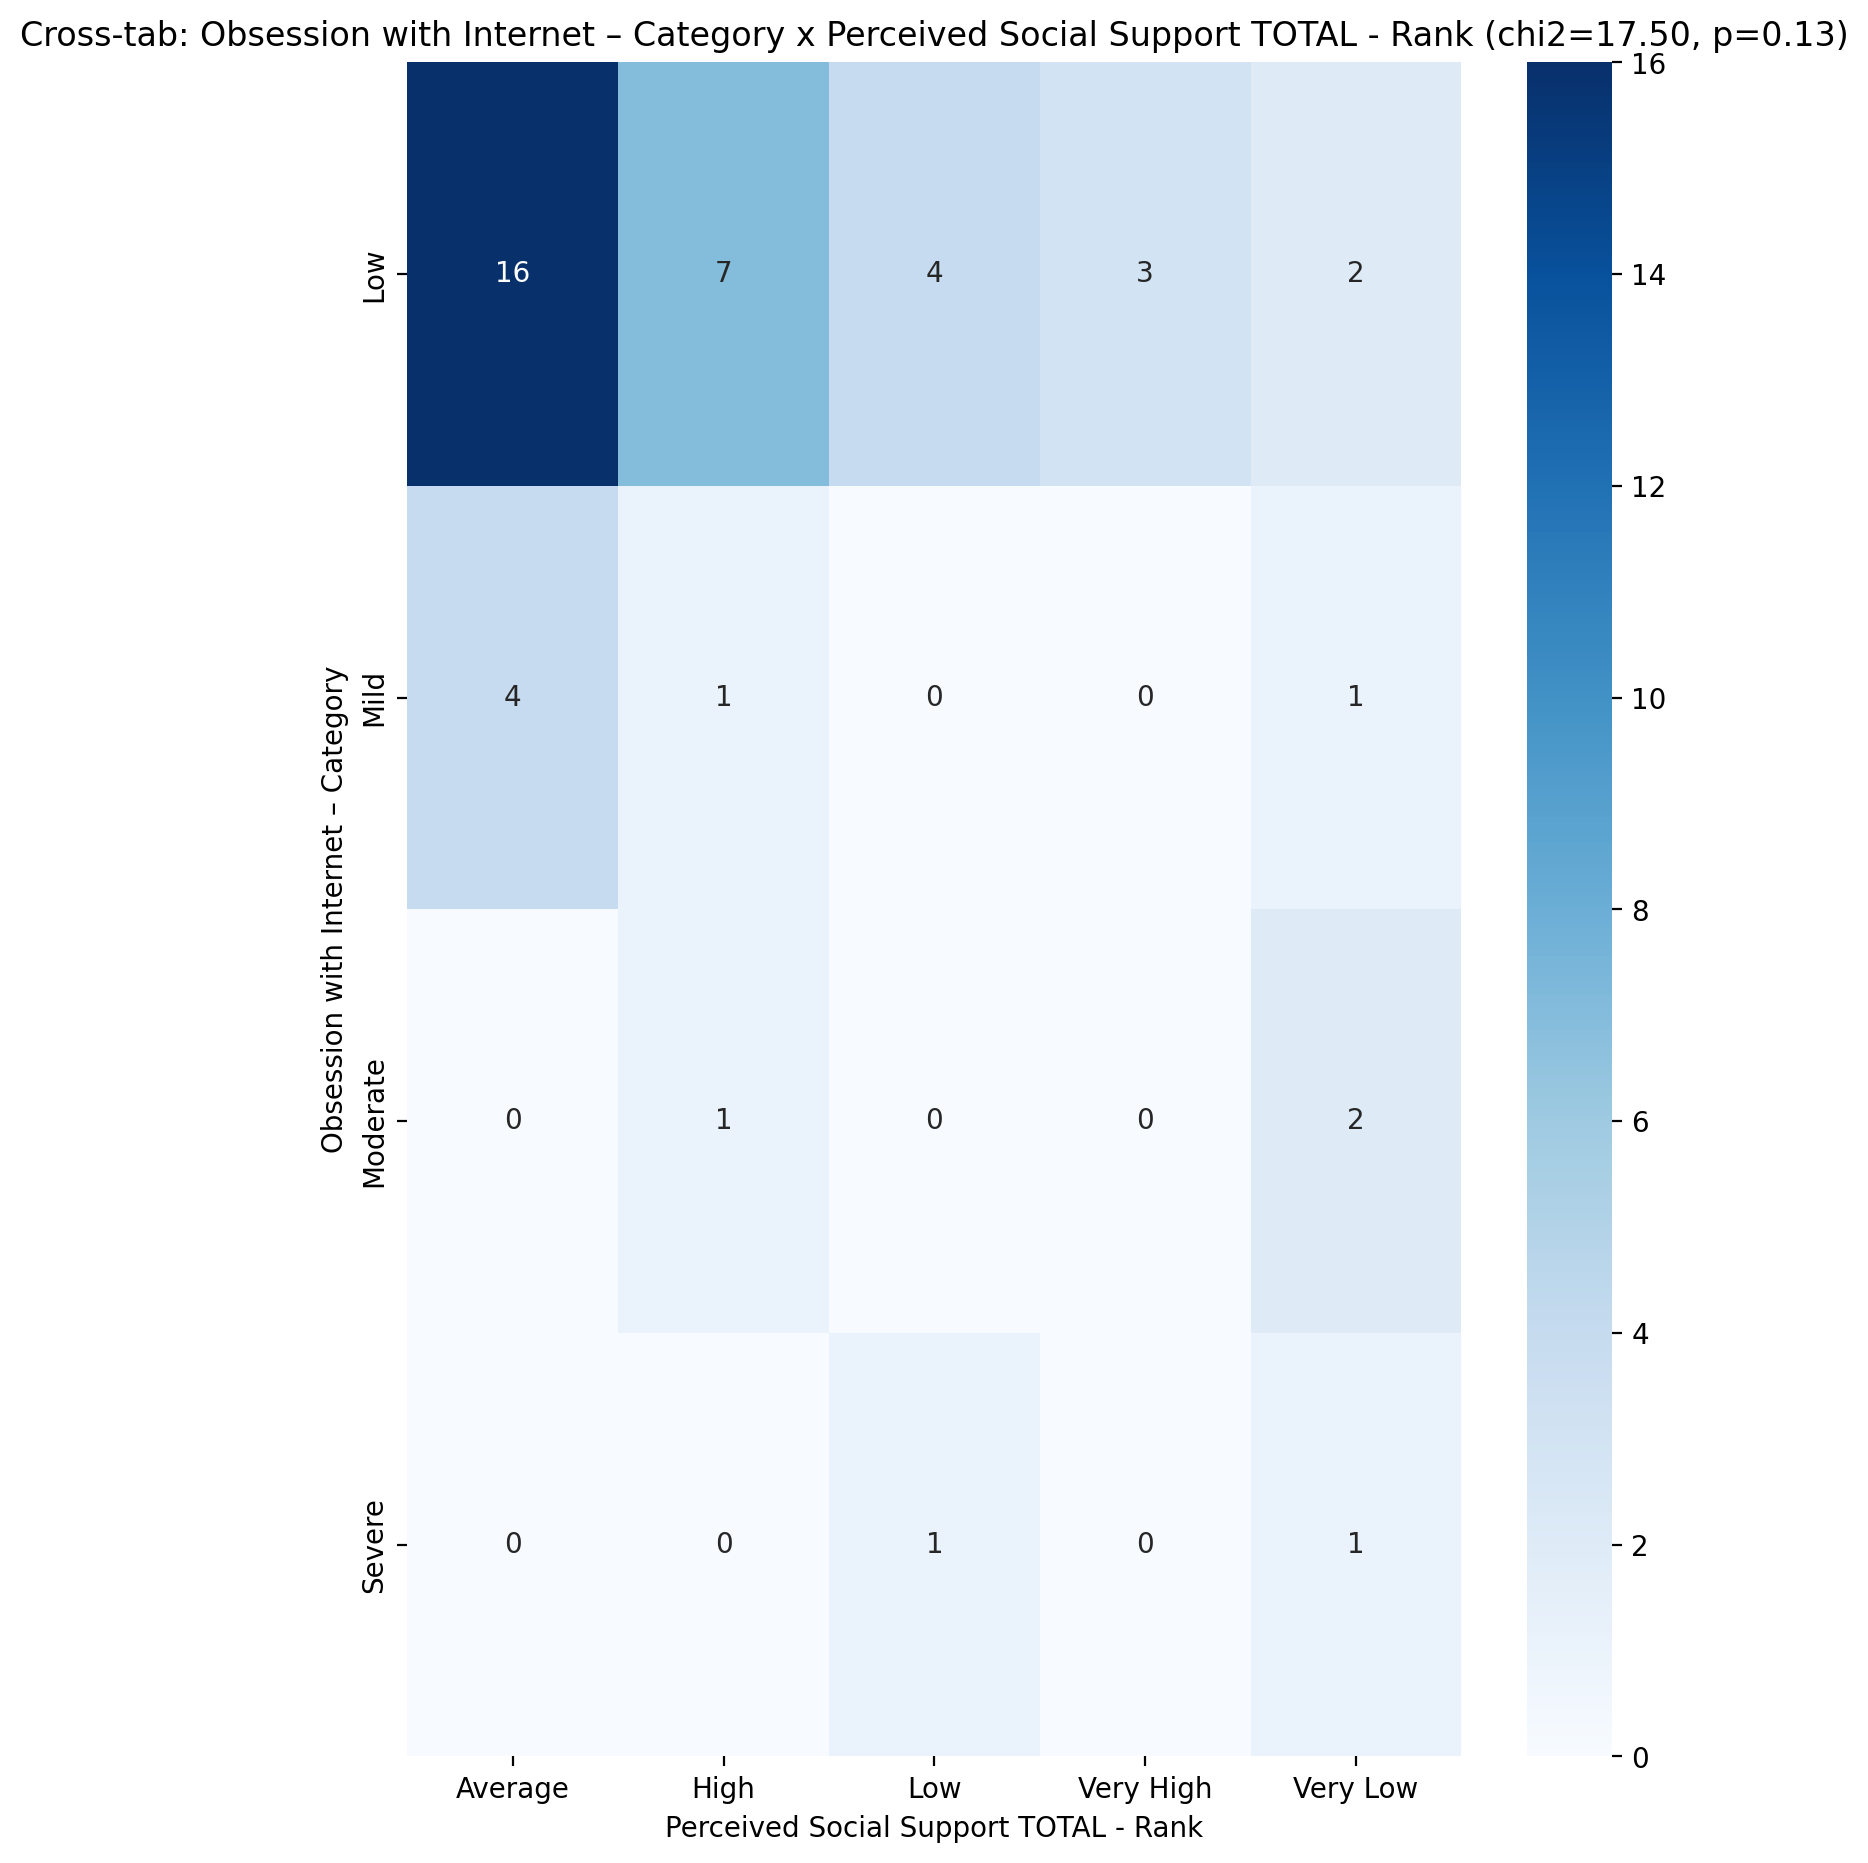 Cross-tab: Obsession with Internet – Category x Perceived Social Support TOTAL - Rank (chi2=17.50, p=0.13)
Obsession with Internet – Category
Low
16 7 4 3 2
Mild
4 1 0 0 1
Moderate
0 1 0 0 2
Severe
0 0 1 0 1
Average High Low Very High Very Low
Perceived Social Support TOTAL - Rank
16
14
12
10
8
6
4
2
0